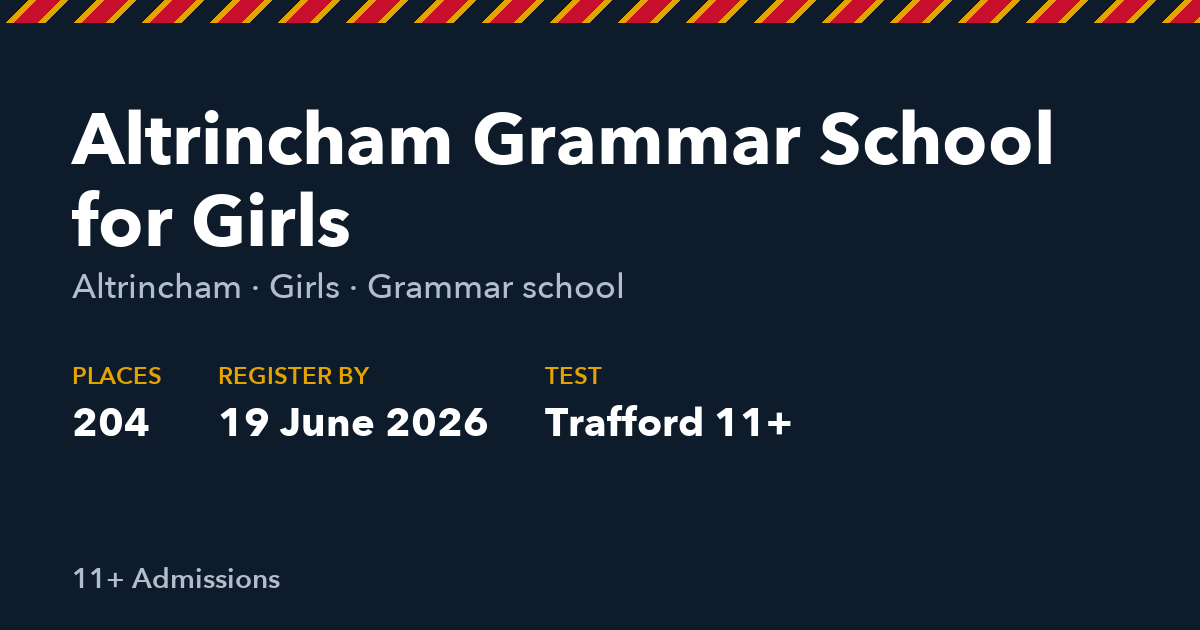 Altrincham Grammar School
for Girls
Altrincham · Girls · Grammar school
PLACES REGISTER BY TEST
204 19 June 2026 Trafford 11+
11+ Admissions